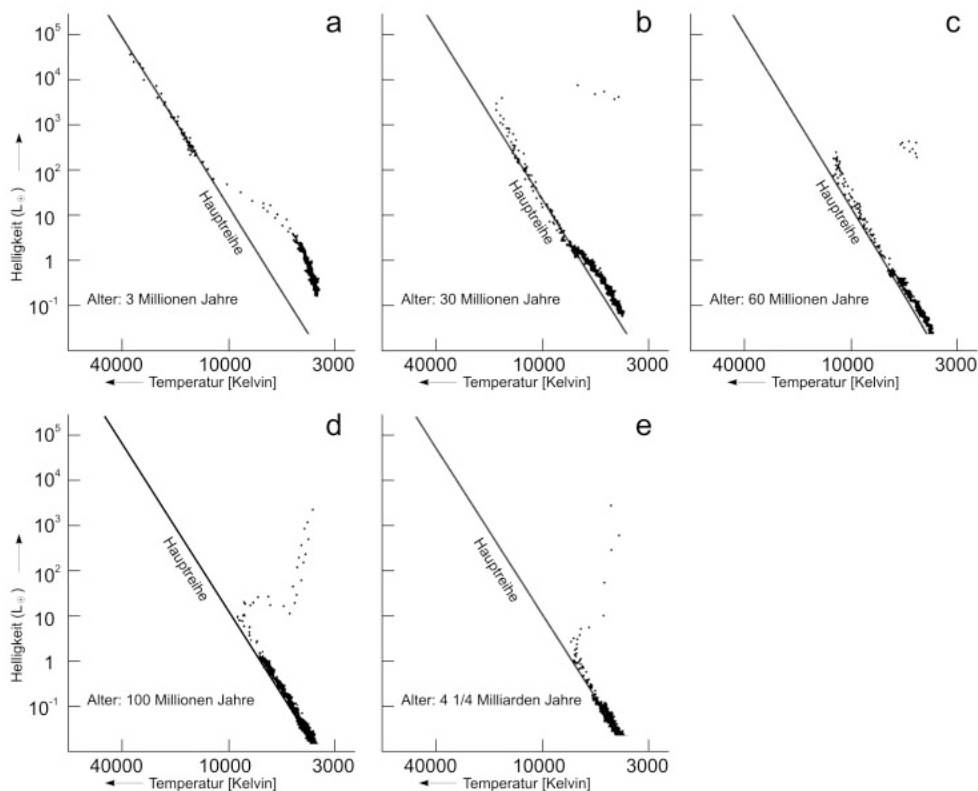 a
10⁵
10⁴
10³
10²
10
1
10⁻¹
Helligkeit (L☉)
Hauptreihe
Alter: 3 Millionen Jahre
40000
10000
3000
Temperatur [Kelvin]
b
Hauptreihe
Alter: 30 Millionen Jahre
40000
10000
3000
Temperatur [Kelvin]
c
Hauptreihe
Alter: 60 Millionen Jahre
40000
10000
3000
Temperatur [Kelvin]
d
10⁵
10⁴
10³
10²
10
1
10⁻¹
Helligkeit (L☉)
Hauptreihe
Alter: 100 Millionen Jahre
40000
10000
3000
Temperatur [Kelvin]
e
Hauptreihe
Alter: 4 1/4 Milliarden Jahre
40000
10000
3000
Temperatur [Kelvin]